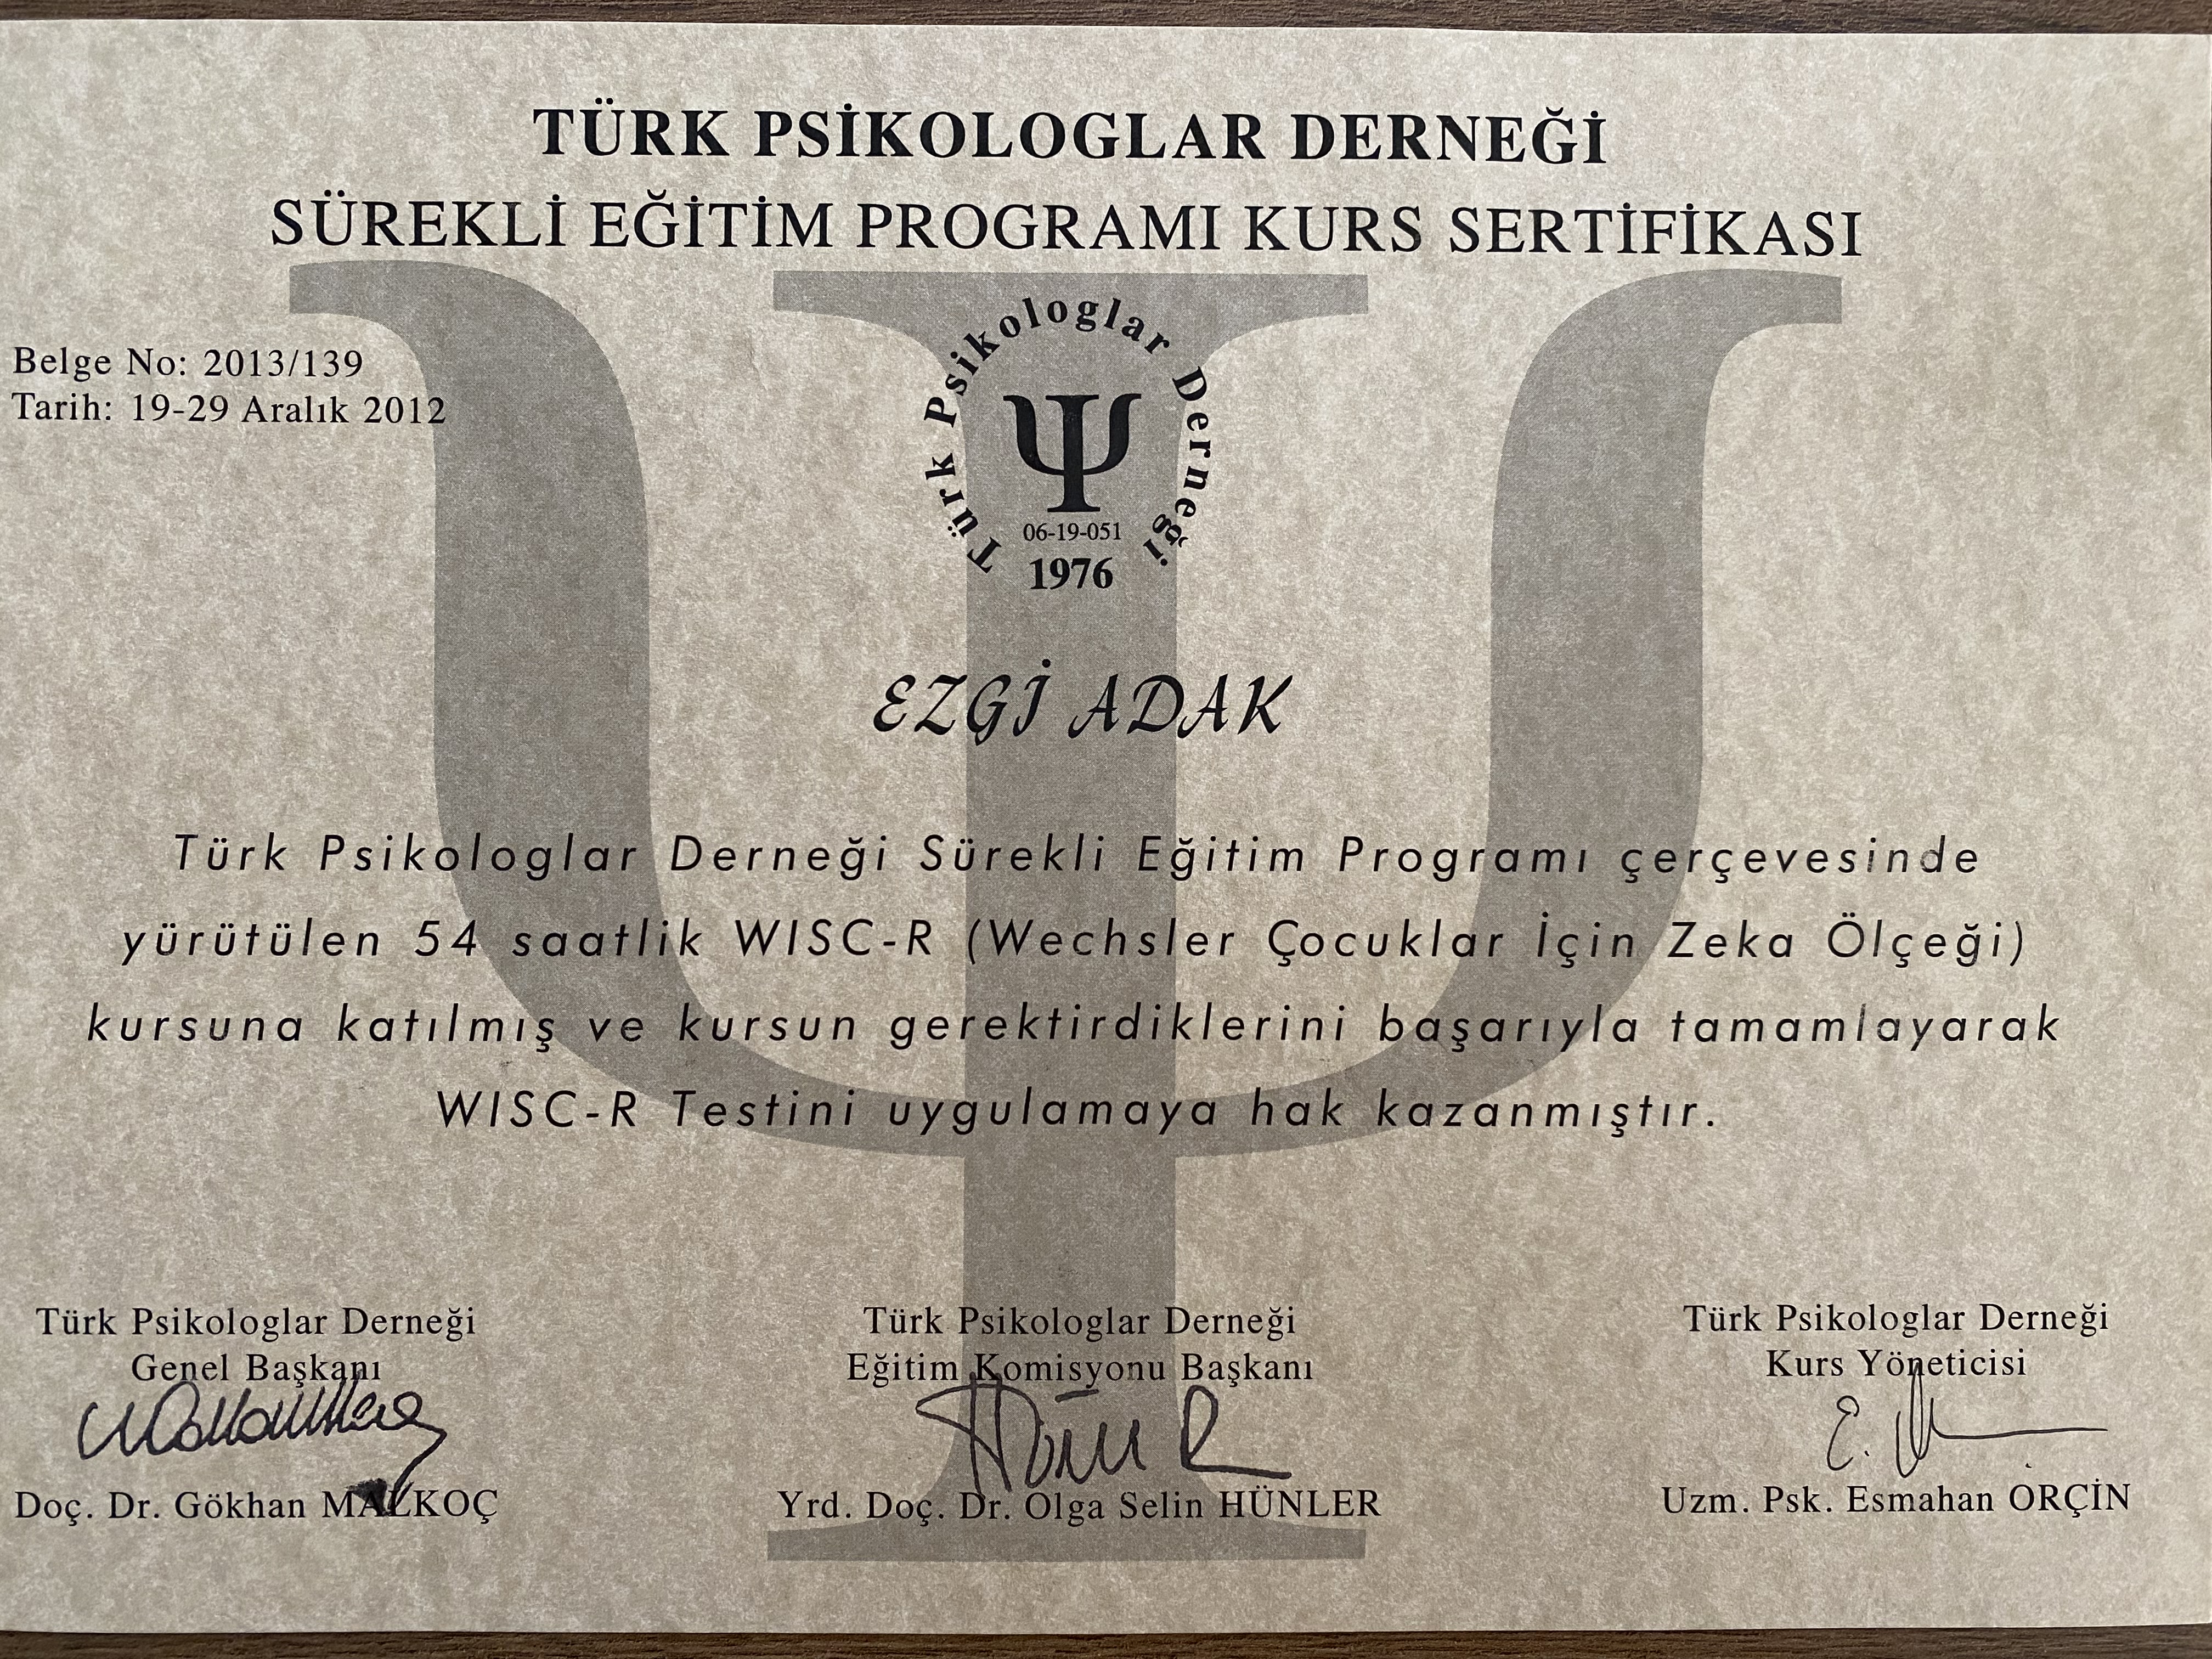 TÜRK PSİKOLOGLAR DERNEĞİ
SÜREKLİ EĞİTİM PROGRAMI KURS SERTİFİKASI
Belge No: 2013/139
Tarih: 19-29 Aralık 2012
Türk Psikologlar Derneği
Ψ
06-19-051
1976
EZGİ ADAK
Türk Psikologlar Derneği Sürekli Eğitim Programı çerçevesinde
yürütülen 54 saatlik WISC-R (Wechsler Çocuklar İçin Zeka Ölçeği)
kursuna katılmış ve kursun gerektirdiklerini başarıyla tamamlayarak
WISC-R Testini uygulamaya hak kazanmıştır.
Türk Psikologlar Derneği
Genel Başkanı
Doç. Dr. Gökhan MALKOÇ
Türk Psikologlar Derneği
Eğitim Komisyonu Başkanı
Yrd. Doç. Dr. Olga Selin HÜNLER
Türk Psikologlar Derneği
Kurs Yöneticisi
Uzm. Psk. Esmahan ORÇİN